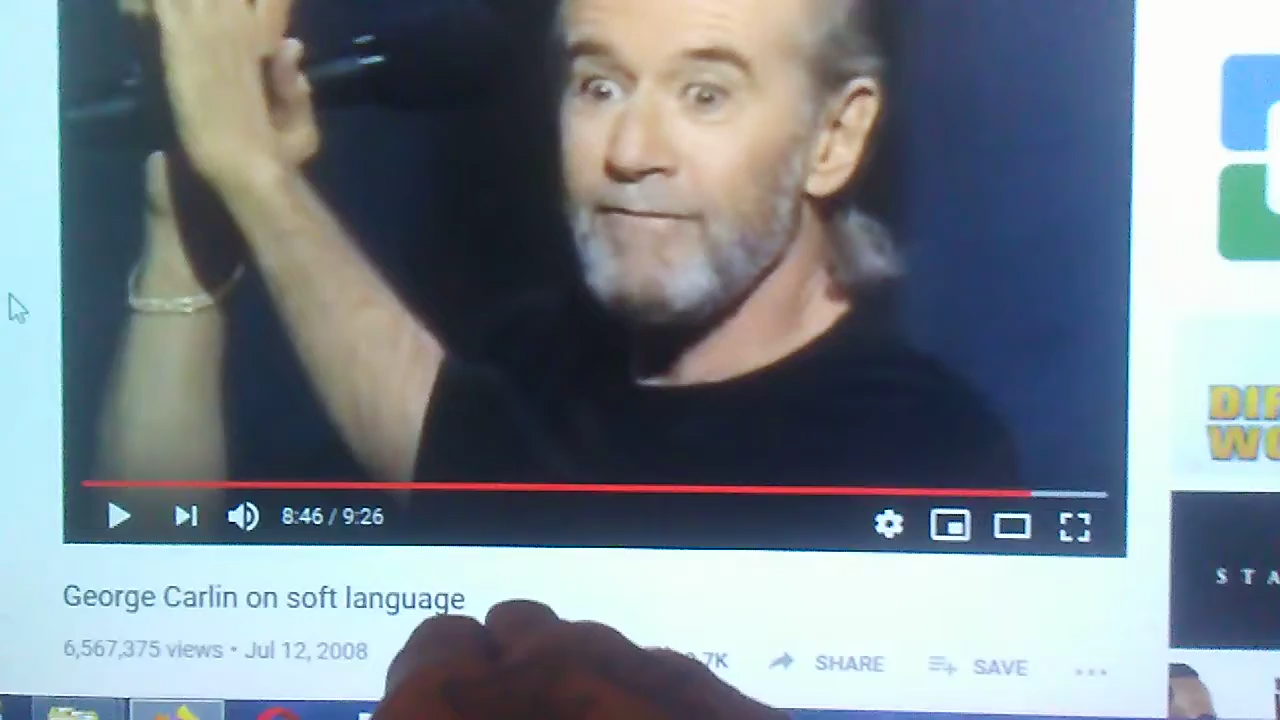 8:46 / 9:26
George Carlin on soft language
6,567,375 views • Jul 12, 2008
SHARE
SAVE